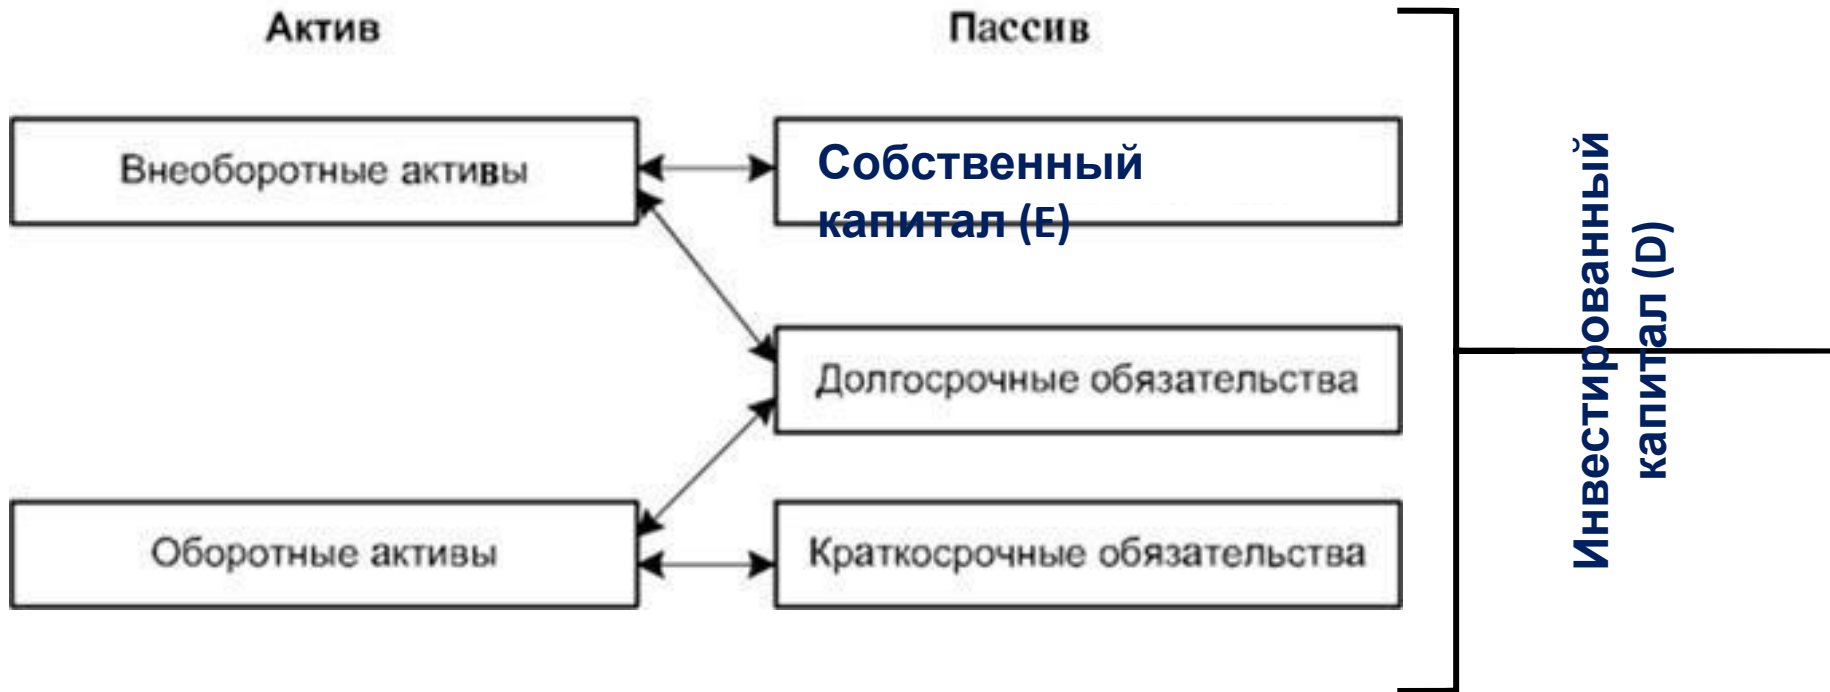 Актив
Пассив
Внеоборотные активы
Собственный
капитал (E)
Долгосрочные обязательства
Оборотные активы
Краткосрочные обязательства
Инвестированный
капитал (D)